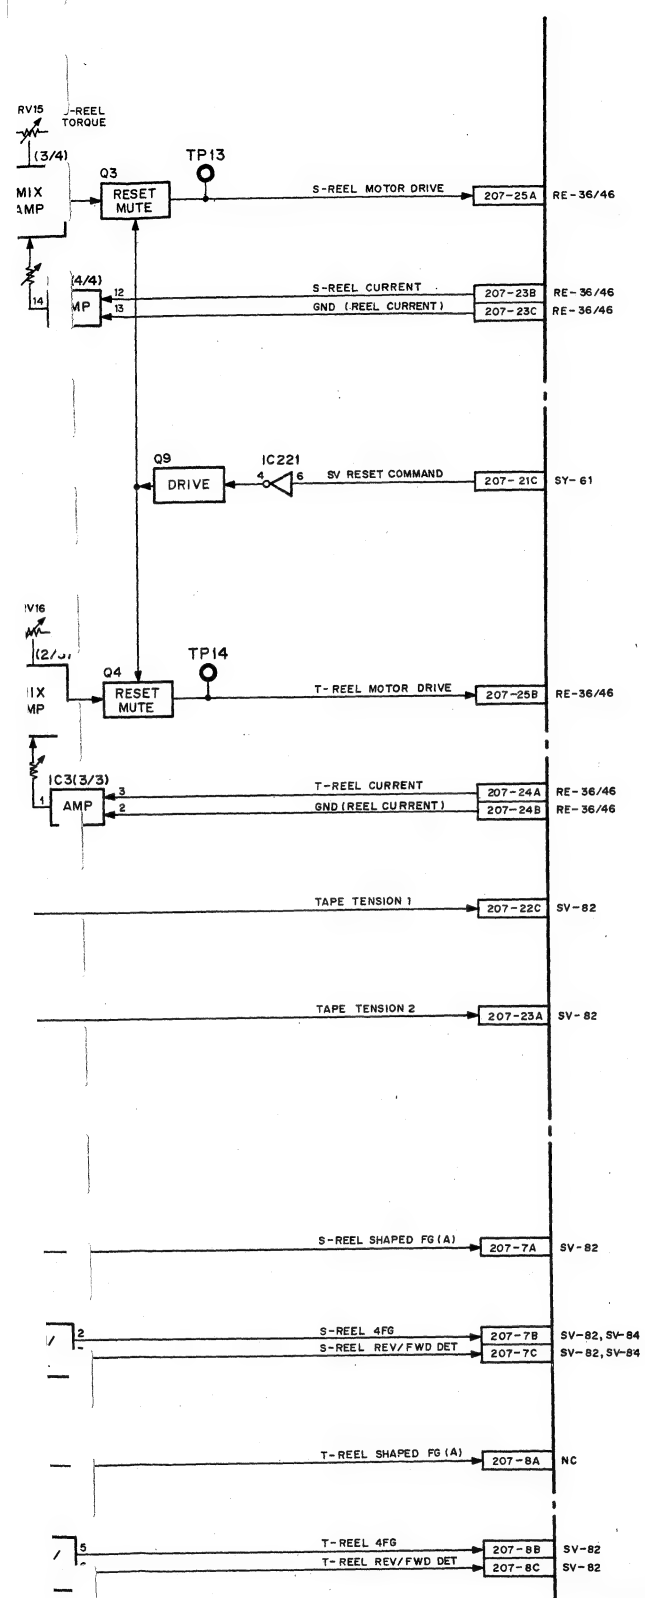 RV15
-REEL
TORQUE
(3/4)
MIX
AMP
Q3
RESET
MUTE
TP13
S-REEL MOTOR DRIVE
207-25A
RE-36/46
(4/4)
14
MP
12
13
S-REEL CURRENT
GND (REEL CURRENT)
207-23B
RE-36/46
207-23C
RE-36/46
Q9
DRIVE
IC221
4
6
SV RESET COMMAND
207-21C
SY-61
V16
(2/
IX
MP
Q4
RESET
MUTE
TP14
T-REEL MOTOR DRIVE
207-25B
RE-36/46
IC3(3/3)
1
AMP
3
2
T-REEL CURRENT
GND (REEL CURRENT)
207-24A
RE-36/46
207-24B
RE-36/46
TAPE TENSION 1
207-22C
SV-82
TAPE TENSION 2
207-23A
SV-82
S-REEL SHAPED FG (A)
207-7A
SV-82
/
2
S-REEL 4FG
207-7B
SV-82, SV-84
S-REEL REV/FWD DET
207-7C
SV-82, SV-84
T-REEL SHAPED FG (A)
207-8A
NC
/
5
T-REEL 4FG
207-8B
SV-82
T-REEL REV/FWD DET
207-8C
SV-82